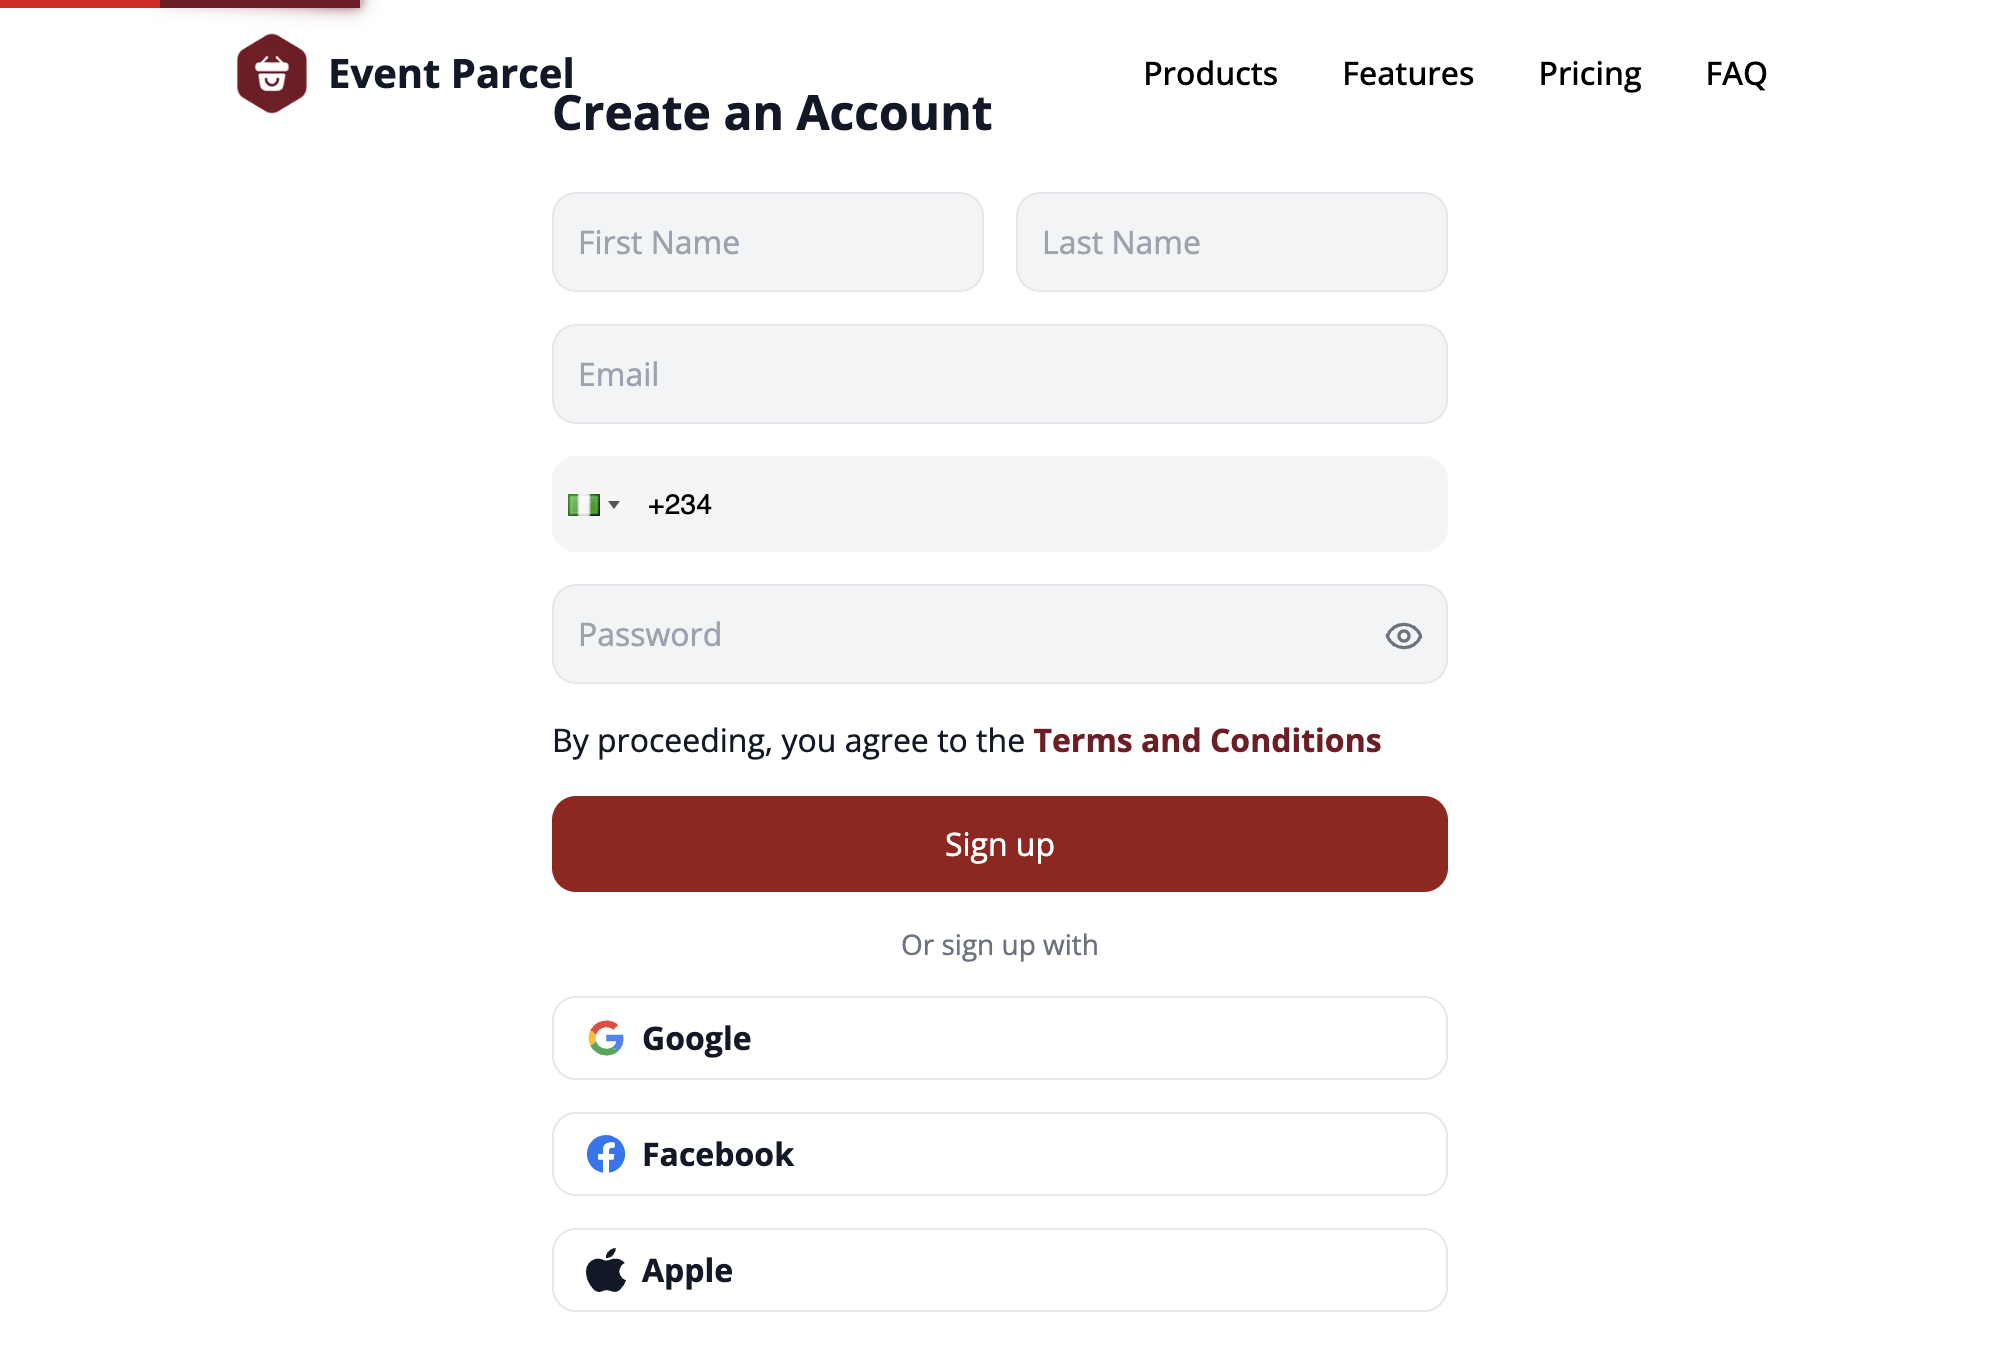 Event Parcel
Products
Features
Pricing
FAQ
Create an Account
First Name
Last Name
Email
+234
Password
By proceeding, you agree to the Terms and Conditions
Sign up
Or sign up with
Google
Facebook
Apple